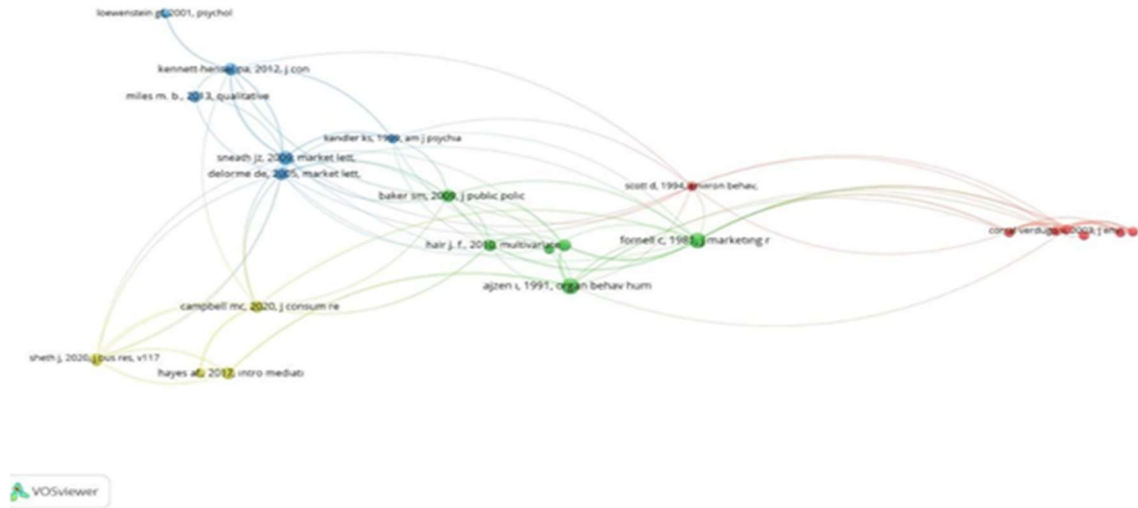 loewenstein gf, 2001, psychol
kennett-hensel pa, 2012, j con
miles m. b., 2013, qualitative
kendler ks, 1999, am j psychia
sneath jz, 2009, market lett,
delorme de, 2005, market lett,
scott d, 1994, environ behav,
baker sm, 2009, j public polic
corral-verdugo v, 2003, j env
hair j. f., 2010, multivariate
fornell c, 1981, j marketing r
ajzen i, 1991, organ behav hum
campbell mc, 2020, j consum re
sheth j, 2020, j bus res, v117
hayes af., 2017, intro mediati
VOSviewer